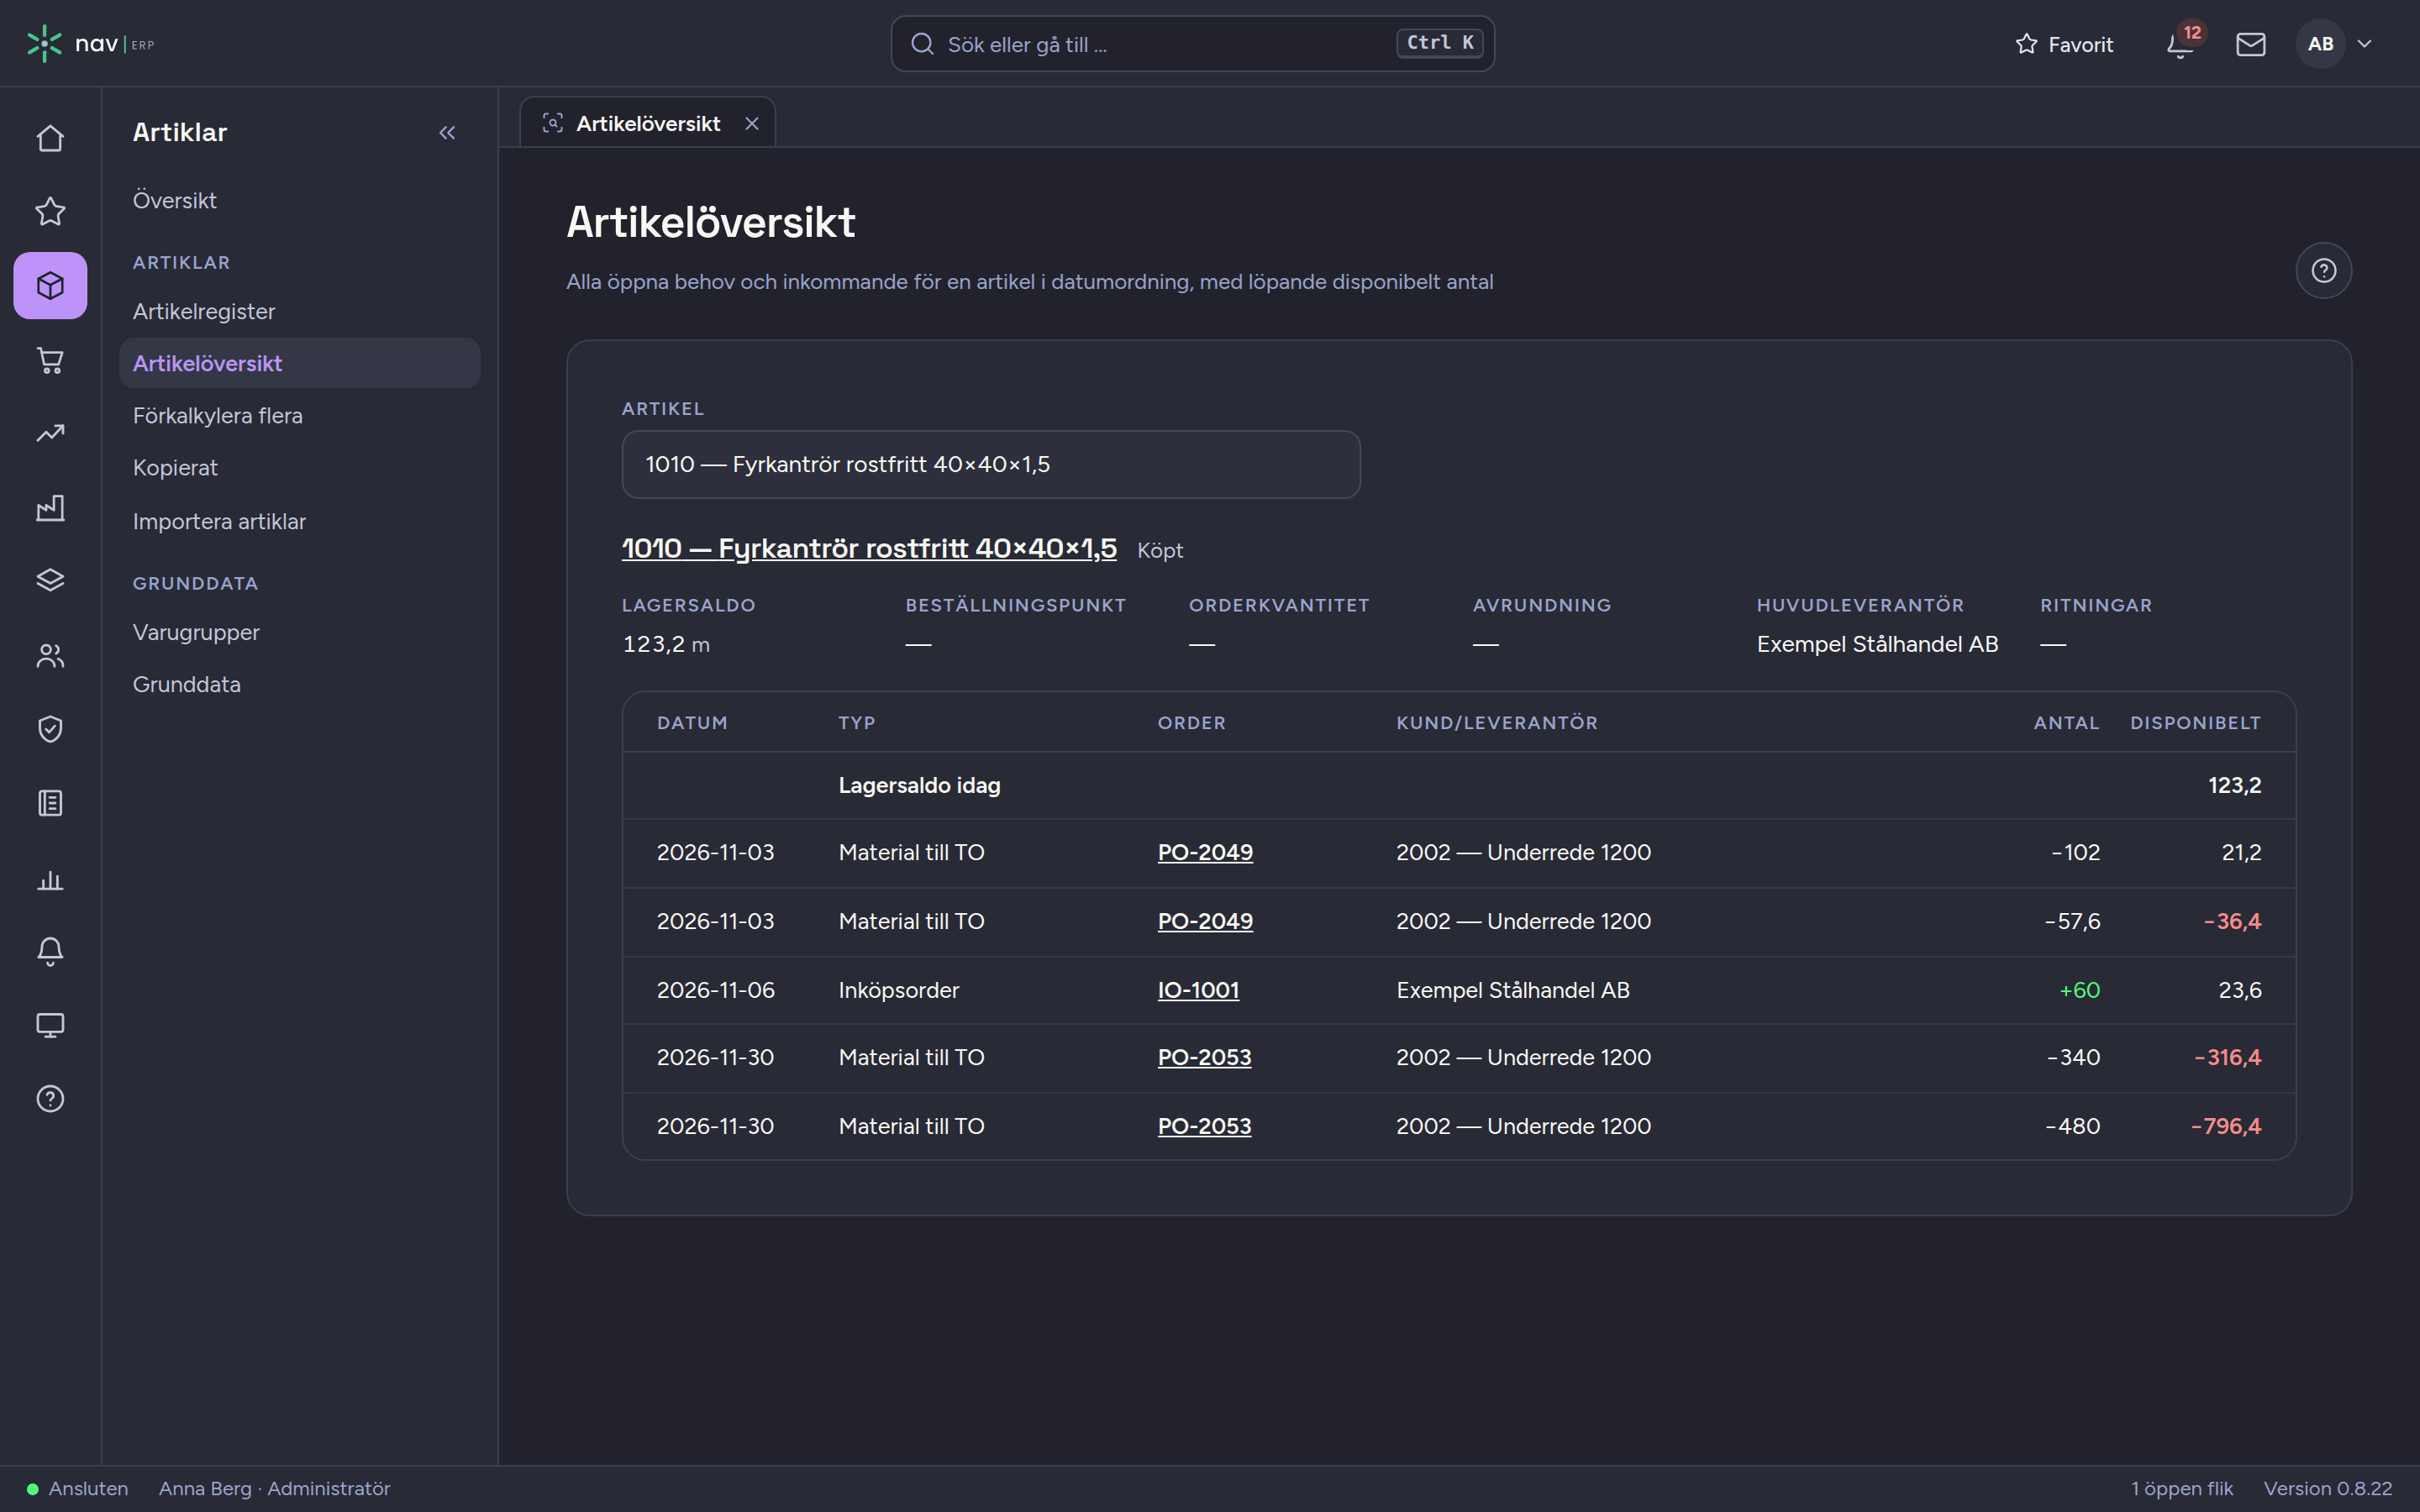 nav ERP
Sök eller gå till ...
Ctrl K
Favorit
12
AB
Artiklar
Översikt
ARTIKLAR
Artikelregister
Artikelöversikt
Förkalkylera flera
Kopierat
Importera artiklar
GRUNDDATA
Varugrupper
Grunddata
Artikelöversikt
Artikelöversikt
Alla öppna behov och inkommande för en artikel i datumordning, med löpande disponibelt antal
ARTIKEL
1010 — Fyrkantrör rostfritt 40×40×1,5
1010 — Fyrkantrör rostfritt 40×40×1,5 Köpt
LAGERSALDO BESTÄLLNINGSPUNKT ORDERKVANTITET AVRUNDNING HUVUDLEVERANTÖR RITNINGAR
123,2 m — — — Exempel Stålhandel AB —
DATUM TYP ORDER KUND/LEVERANTÖR ANTAL DISPONIBELT
Lagersaldo idag 123,2
2026-11-03 Material till TO PO-2049 2002 — Underrede 1200 −102 21,2
2026-11-03 Material till TO PO-2049 2002 — Underrede 1200 −57,6 −36,4
2026-11-06 Inköpsorder IO-1001 Exempel Stålhandel AB +60 23,6
2026-11-30 Material till TO PO-2053 2002 — Underrede 1200 −340 −316,4
2026-11-30 Material till TO PO-2053 2002 — Underrede 1200 −480 −796,4
Ansluten Anna Berg · Administratör 1 öppen flik Version 0.8.22